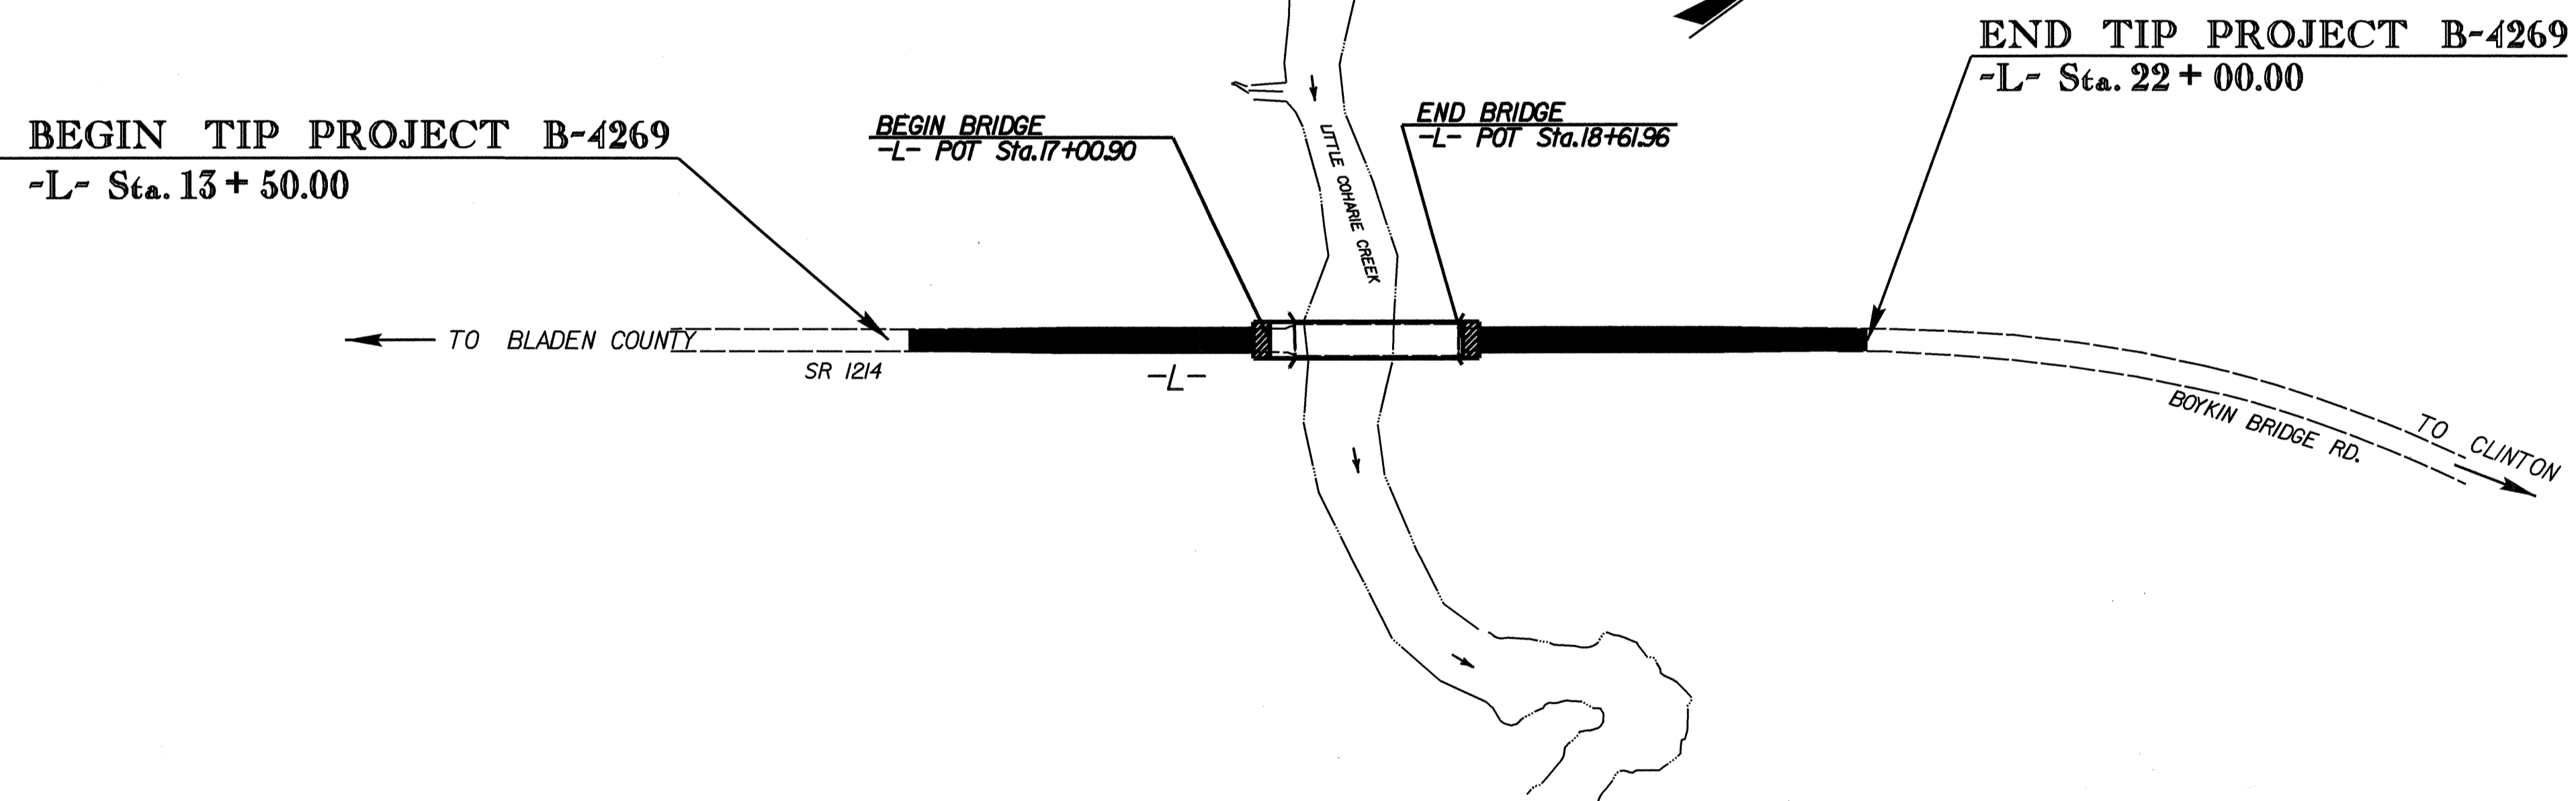 BEGIN TIP PROJECT B-4269
-L- Sta. 13 + 50.00
BEGIN BRIDGE
-L- POT Sta.17+00.90
END BRIDGE
-L- POT Sta.18+61.96
END TIP PROJECT B-4269
-L- Sta. 22 + 00.00
LITTLE COHARIE CREEK
TO BLADEN COUNTY
SR 1214
-L-
BOYKIN BRIDGE RD.
TO CLINTON